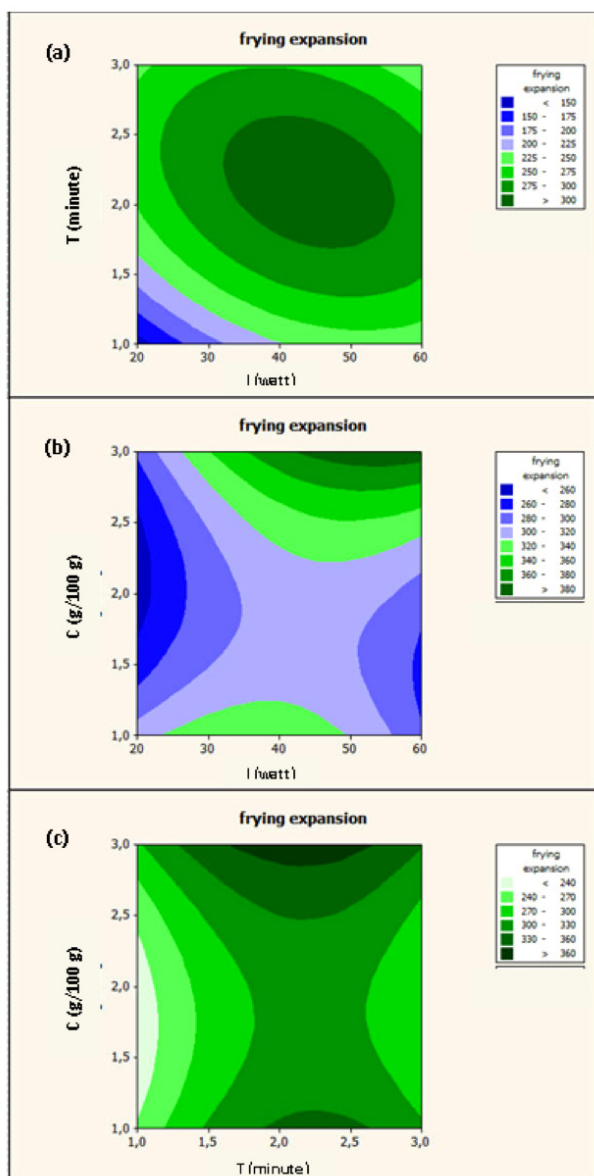 (a)
frying expansion
3,0
2,5
2,0
1,5
1,0
T (minute)
20 30 40 50 60
I (watt)
frying
expansion
< 150
150 - 175
175 - 200
200 - 225
225 - 250
250 - 275
275 - 300
> 300
(b)
frying expansion
3,0
2,5
2,0
1,5
1,0
C (g/100 g)
20 30 40 50 60
I (watt)
frying
expansion
< 260
260 - 280
280 - 300
300 - 320
320 - 340
340 - 360
360 - 380
> 380
(c)
frying expansion
3,0
2,5
2,0
1,5
1,0
C (g/100 g)
1,0 1,5 2,0 2,5 3,0
T (minute)
frying
expansion
< 240
240 - 270
270 - 300
300 - 330
330 - 360
> 360